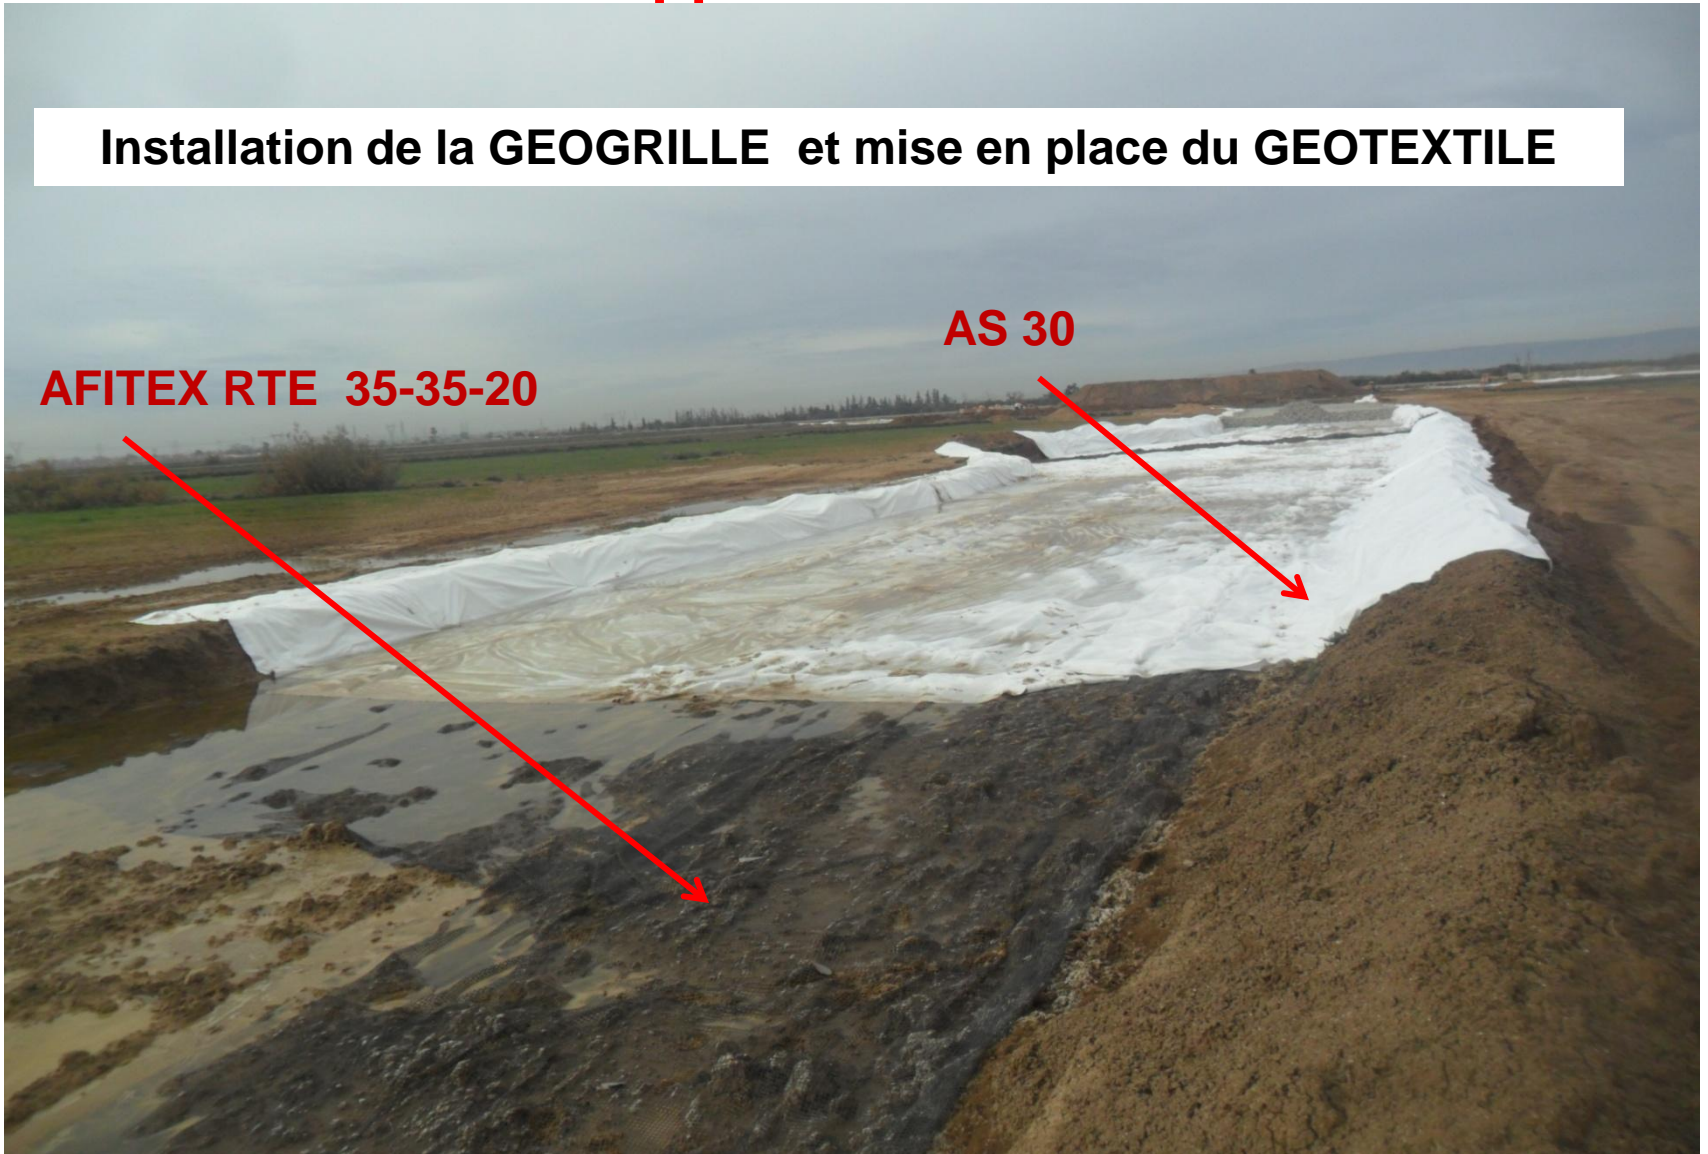 Installation de la GEOGRILLE et mise en place du GEOTEXTILE
AS 30
AFITEX RTE 35-35-20